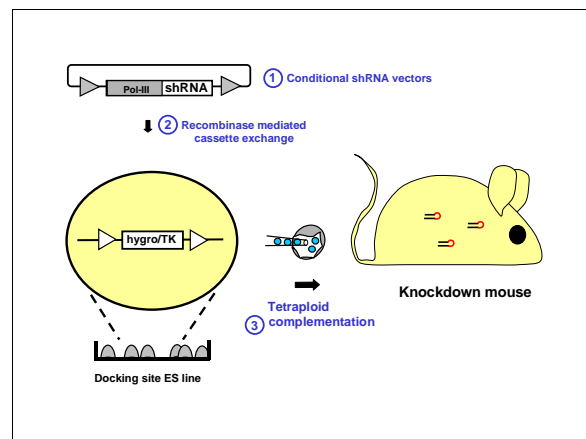 Pol-III shRNA
1 Conditional shRNA vectors
2 Recombinase mediated
cassette exchange
hygro/TK
Knockdown mouse
Tetraploid
3 complementation
Docking site ES line